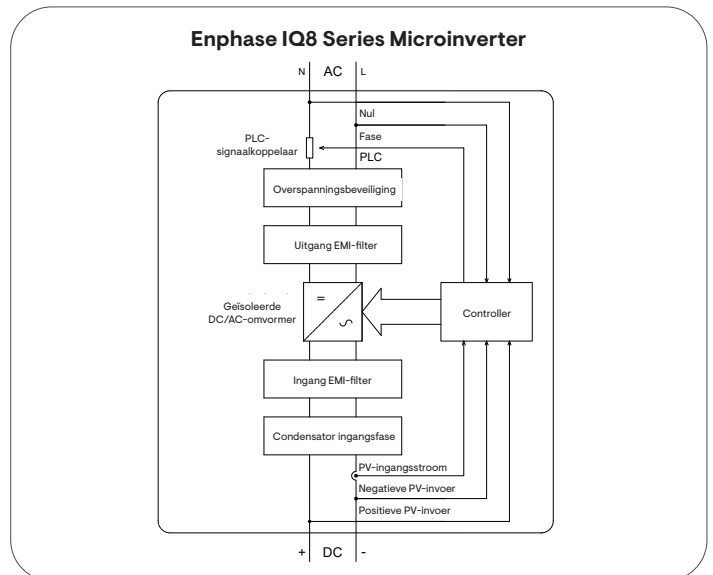 Enphase IQ8 Series Microinverter
N AC L
Nul
Fase
PLC-
signaalkoppelaar
PLC
Overspanningsbeveiliging
Uitgang EMI-filter
=
Geïsoleerde
DC/AC-omvormer
Controller
Ingang EMI-filter
Condensator ingangsfase
PV-ingangsstroom
Negatieve PV-invoer
Positieve PV-invoer
+ DC -